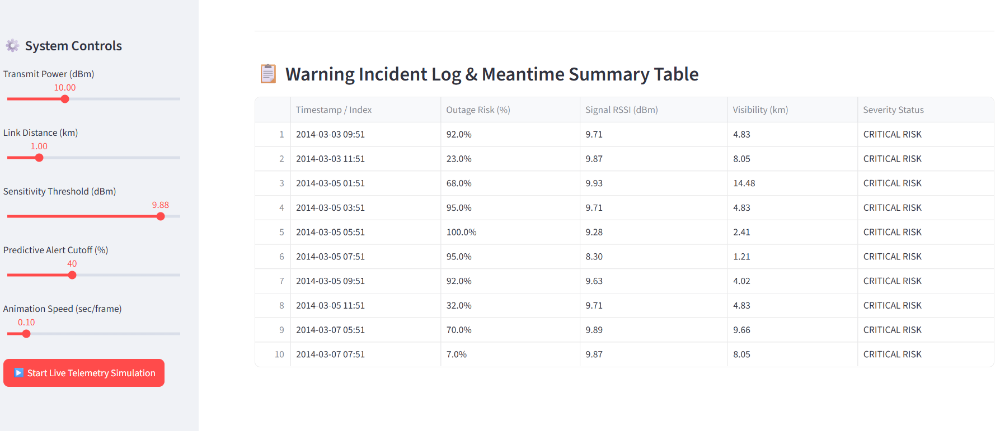 System Controls
Transmit Power (dBm)
10.00
Link Distance (km)
1.00
Sensitivity Threshold (dBm)
9.88
Predictive Alert Cutoff (%)
40
Animation Speed (sec/frame)
0.10
Start Live Telemetry Simulation
Warning Incident Log & Meantime Summary Table
Timestamp / Index Outage Risk (%) Signal RSSI (dBm) Visibility (km) Severity Status
1 2014-03-03 09:51 92.0% 9.71 4.83 CRITICAL RISK
2 2014-03-03 11:51 23.0% 9.87 8.05 CRITICAL RISK
3 2014-03-05 01:51 68.0% 9.93 14.48 CRITICAL RISK
4 2014-03-05 03:51 95.0% 9.71 4.83 CRITICAL RISK
5 2014-03-05 05:51 100.0% 9.28 2.41 CRITICAL RISK
6 2014-03-05 07:51 95.0% 8.30 1.21 CRITICAL RISK
7 2014-03-05 09:51 92.0% 9.63 4.02 CRITICAL RISK
8 2014-03-05 11:51 32.0% 9.71 4.83 CRITICAL RISK
9 2014-03-07 05:51 70.0% 9.89 9.66 CRITICAL RISK
10 2014-03-07 07:51 7.0% 9.87 8.05 CRITICAL RISK